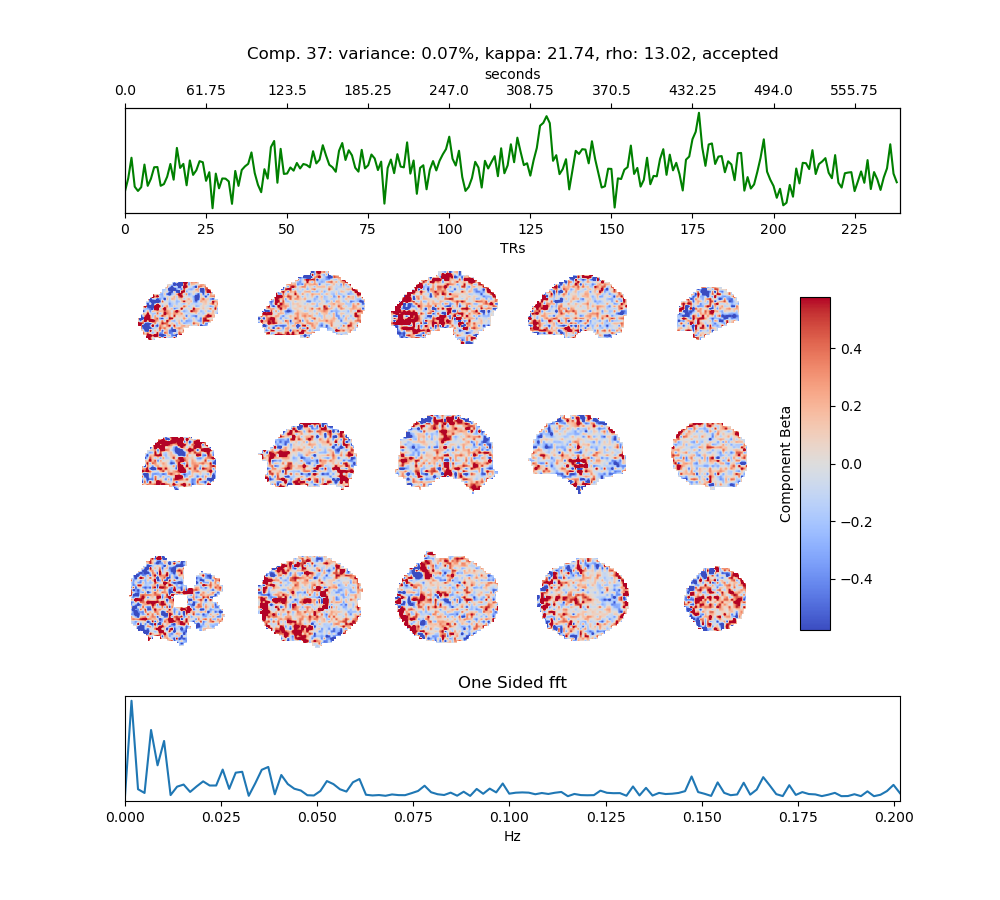 Comp. 37: variance: 0.07%, kappa: 21.74, rho: 13.02, accepted
seconds
0.0 61.75 123.5 185.25 247.0 308.75 370.5 432.25 494.0 555.75
0 25 50 75 100 125 150 175 200 225
TRs
0.4
0.2
0.0
−0.2
−0.4
Component Beta
One Sided fft
0.000 0.025 0.050 0.075 0.100 0.125 0.150 0.175 0.200
Hz